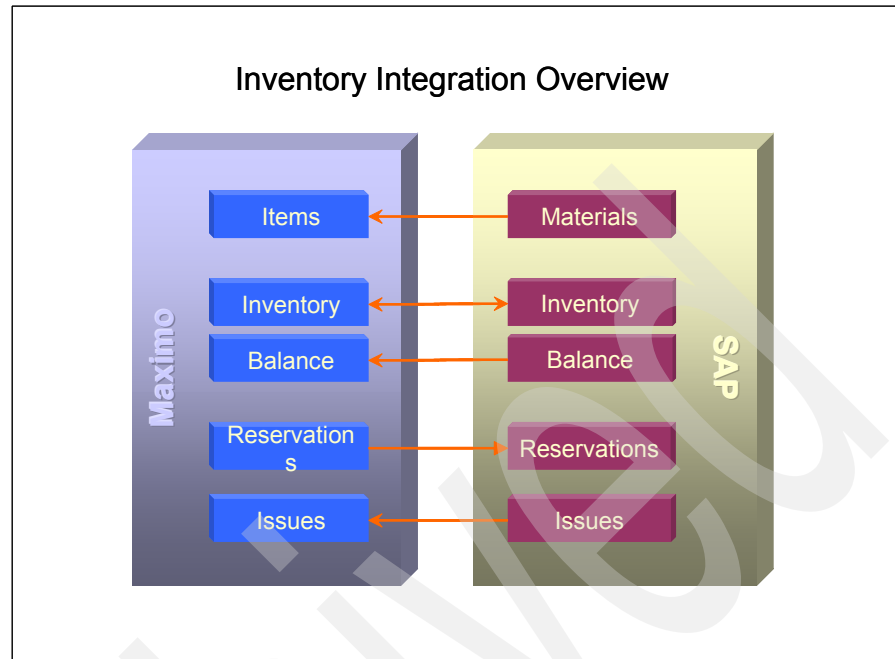 Inventory Integration Overview
Items
Materials
Inventory
Inventory
Balance
Balance
Reservation
s
Reservations
Issues
Issues
Maximo
SAP